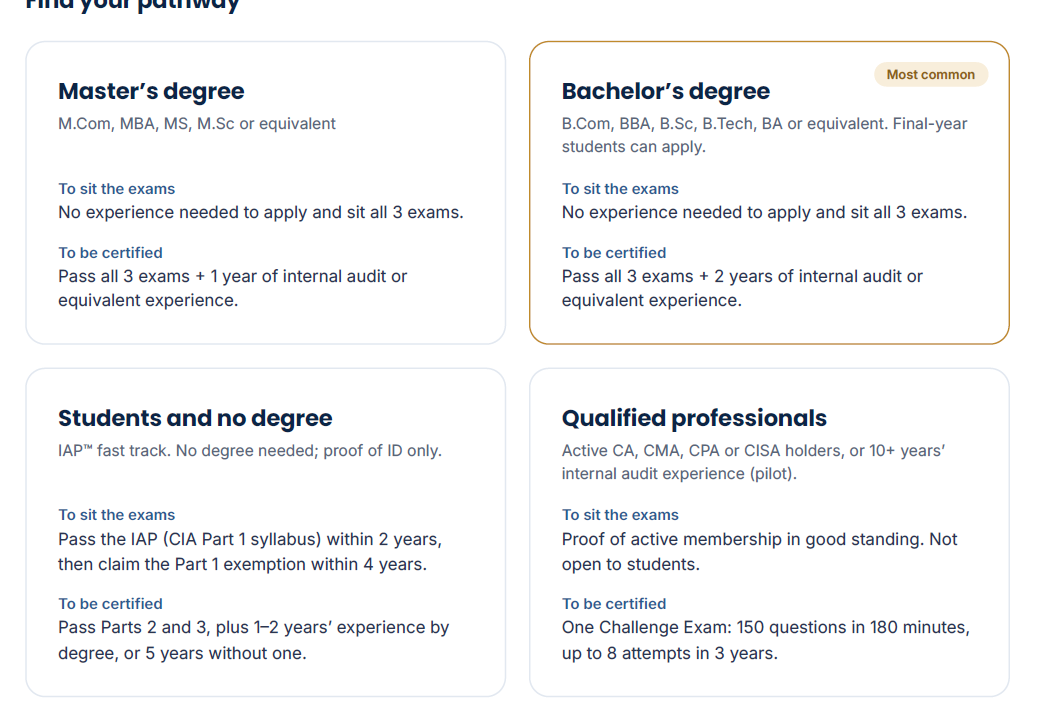 Find your pathway
Master’s degree
M.Com, MBA, MS, M.Sc or equivalent
To sit the exams
No experience needed to apply and sit all 3 exams.
To be certified
Pass all 3 exams + 1 year of internal audit or
equivalent experience.
Most common
Bachelor’s degree
B.Com, BBA, B.Sc, B.Tech, BA or equivalent. Final-year
students can apply.
To sit the exams
No experience needed to apply and sit all 3 exams.
To be certified
Pass all 3 exams + 2 years of internal audit or
equivalent experience.
Students and no degree
IAP™ fast track. No degree needed; proof of ID only.
To sit the exams
Pass the IAP (CIA Part 1 syllabus) within 2 years,
then claim the Part 1 exemption within 4 years.
To be certified
Pass Parts 2 and 3, plus 1–2 years’ experience by
degree, or 5 years without one.
Qualified professionals
Active CA, CMA, CPA or CISA holders, or 10+ years’
internal audit experience (pilot).
To sit the exams
Proof of active membership in good standing. Not
open to students.
To be certified
One Challenge Exam: 150 questions in 180 minutes,
up to 8 attempts in 3 years.